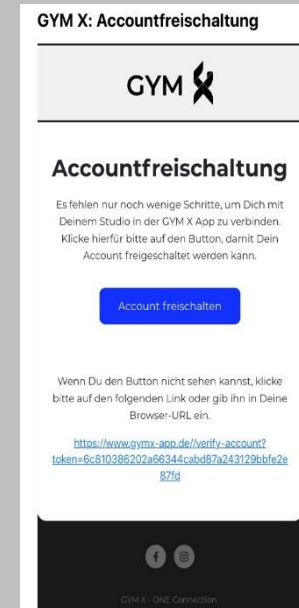 GYM X: Accountfreischaltung
GYM X
Accountfreischaltung
Es fehlen nur noch wenige Schritte, um Dich mit
Deinem Studio in der GYM X App zu verbinden.
Klicke hierfür bitte auf den Button, damit Dein
Account freigeschaltet werden kann.
Account freischalten
Wenn Du den Button nicht sehen kannst, klicke
bitte auf den folgenden Link oder gib ihn in Deine
Browser-URL ein.
https://www.gymx-app.de//verify-account?
token=6c810386202a66344cabd87a243129bbfe2e
87fd
GYM X - ONE Connection